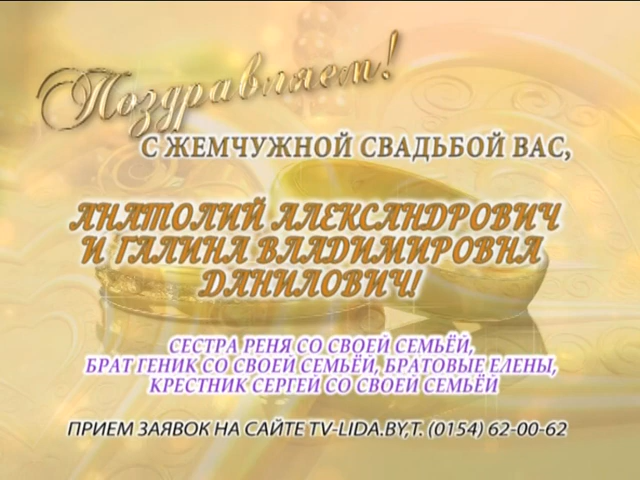 Поздравляем!
С ЖЕМЧУЖНОЙ СВАДЬБОЙ ВАС,
АНАТОЛИЙ АЛЕКСАНДРОВИЧ
И ГАЛИНА ВЛАДИМИРОВНА
ДАНИЛОВИЧ!
СЕСТРА РЕНЯ СО СВОЕЙ СЕМЬЁЙ,
БРАТ ГЕНИК СО СВОЕЙ СЕМЬЁЙ, БРАТОВЫЕ ЕЛЕНЫ,
КРЕСТНИК СЕРГЕЙ СО СВОЕЙ СЕМЬЁЙ
ПРИЕМ ЗАЯВОК НА САЙТЕ TV-LIDA.BY,Т. (0154) 62-00-62